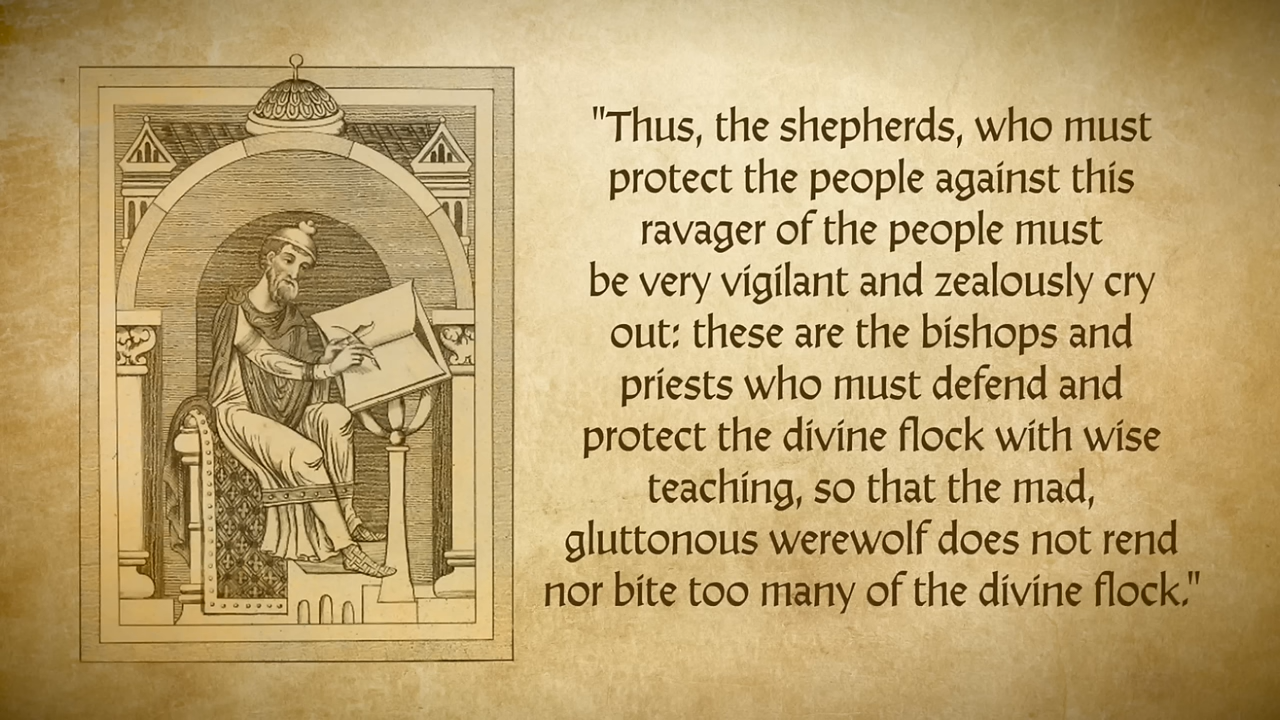 "Thus, the shepherds, who must
protect the people against this
ravager of the people must
be very vigilant and zealously cry
out: these are the bishops and
priests who must defend and
protect the divine flock with wise
teaching, so that the mad,
gluttonous werewolf does not rend
nor bite too many of the divine flock."